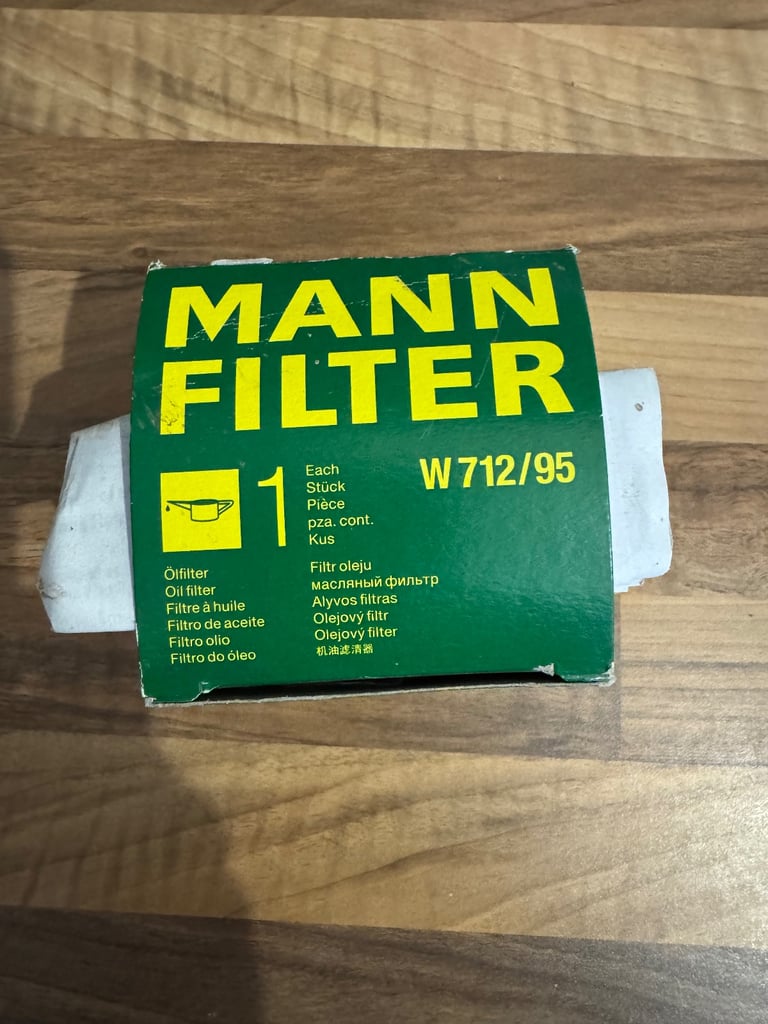 MANN
FILTER
W 712/95
1
Each
Stück
Pièce
pza. cont.
Kus
Ölfilter
Oil filter
Filtre à huile
Filtro de aceite
Filtro olio
Filtro do óleo
Filtr oleju
масляный фильтр
Alyvos filtras
Olejový filtr
Olejový filter
机油滤清器